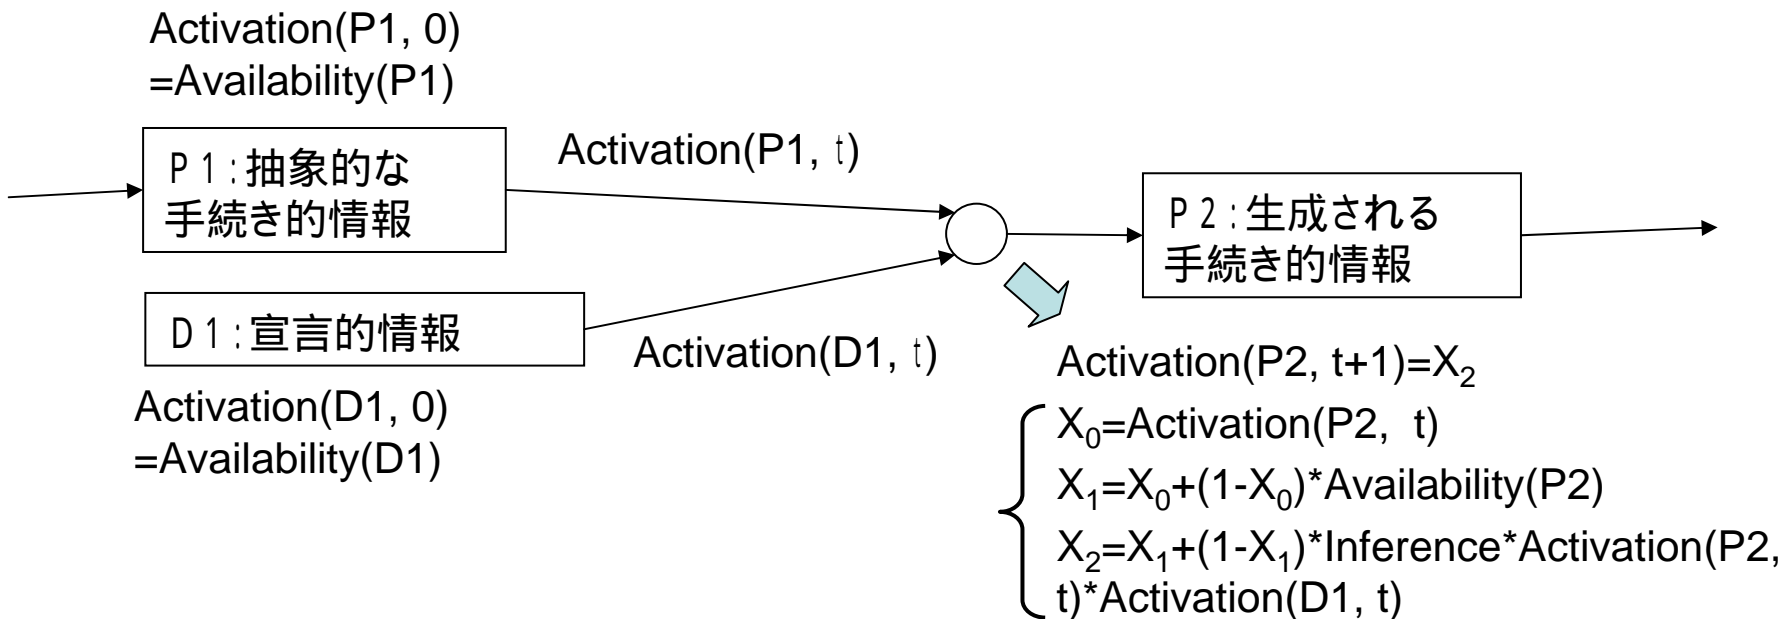 Activation(P1, 0)
=Availability(P1)
Ｐ１:抽象的な
手続き的情報
Activation(P1, t)
Ｄ１:宣言的情報
Activation(D1, 0)
=Availability(D1)
Activation(D1, t)
Ｐ２:生成される
手続き的情報
Activation(P2, t+1)=X₂
X₀=Activation(P2, t)
X₁=X₀+(1-X₀)*Availability(P2)
X₂=X₁+(1-X₁)*Inference*Activation(P2,
t)*Activation(D1, t)